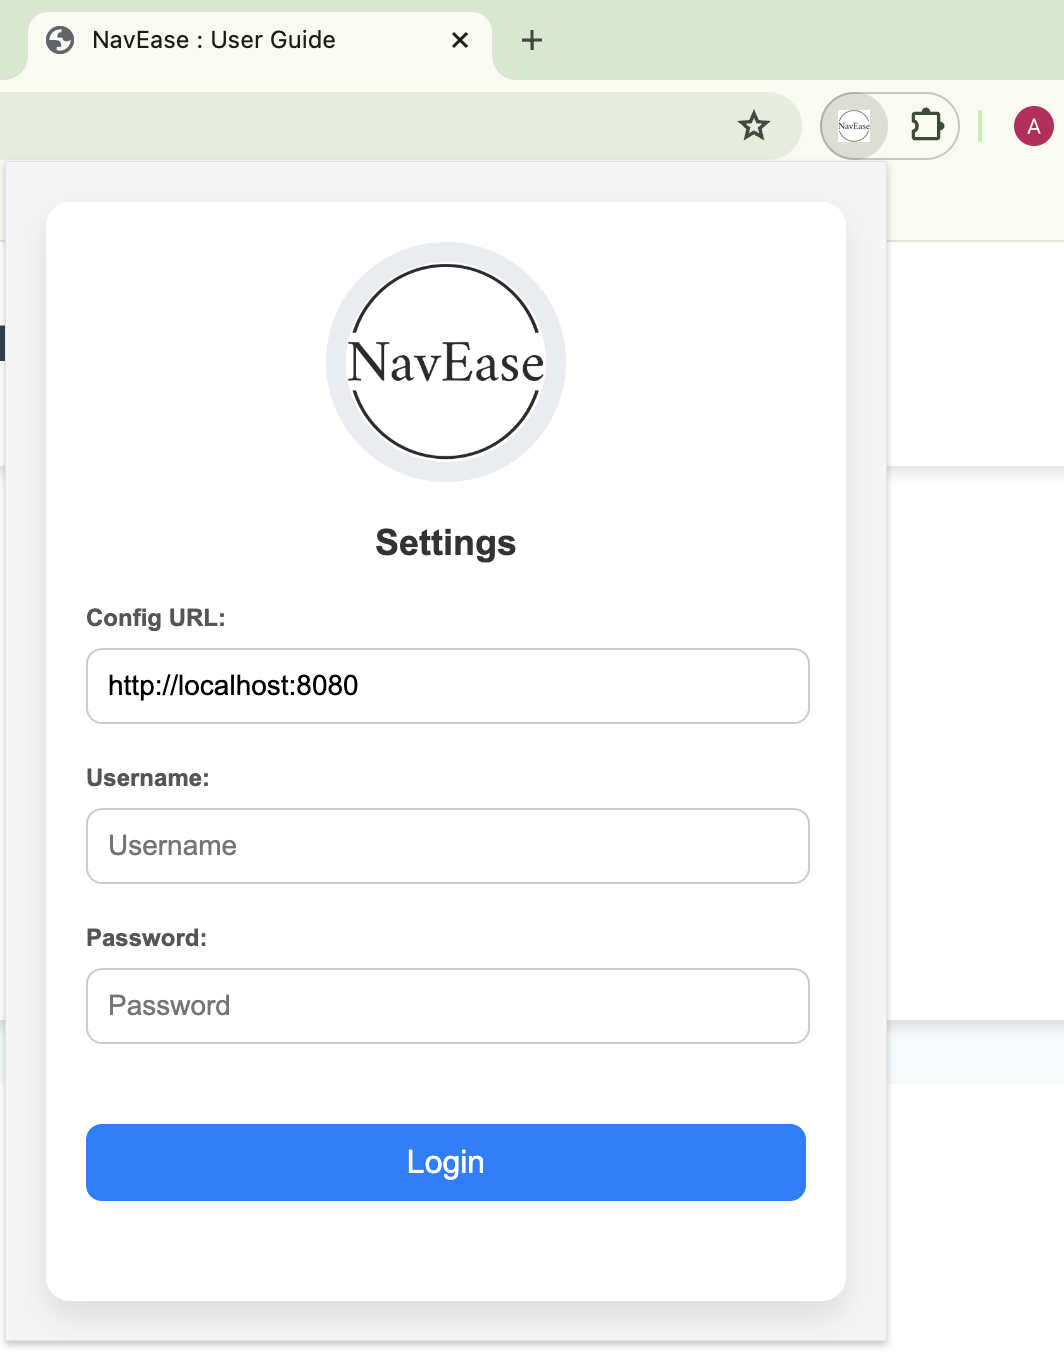 NavEase : User Guide
NavEase
A
NavEase
Settings
Config URL:
http://localhost:8080
Username:
Username
Password:
Password
Login